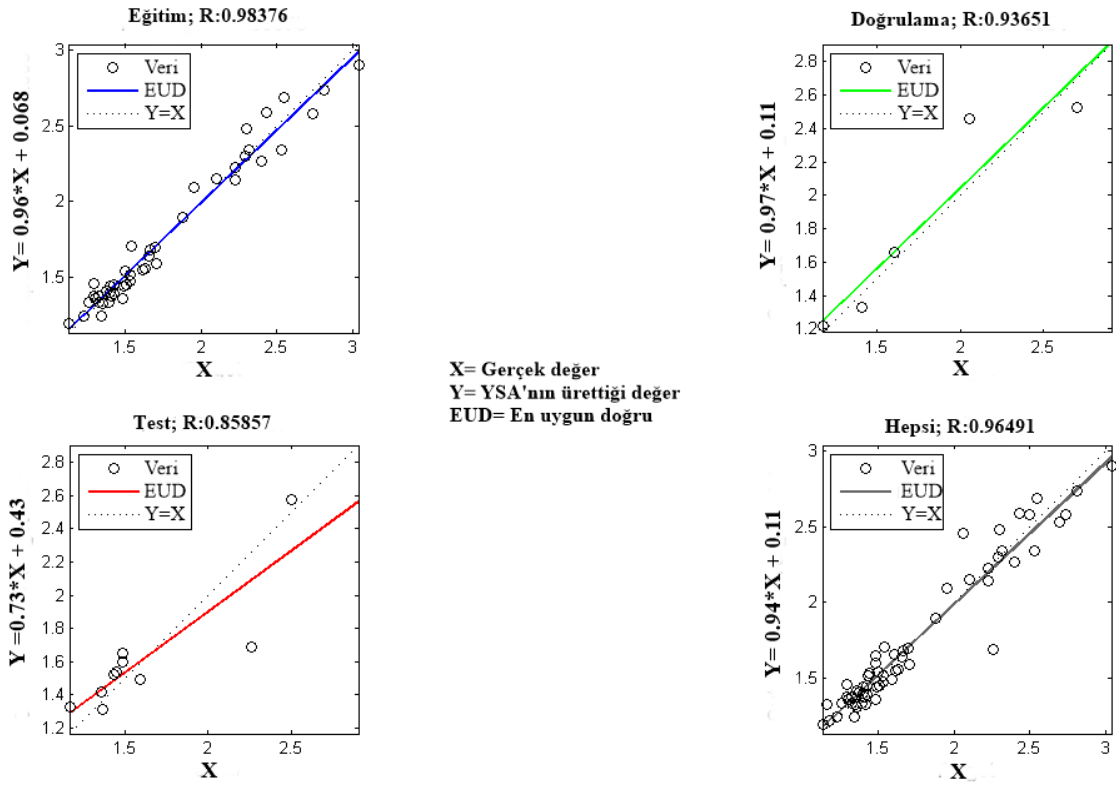 Eğitim; R:0.98376
Y= 0.96*X + 0.068
3
2.5
2
1.5
Veri
EUD
Y=X
1.5
2
2.5
3
X
Doğrulama; R:0.93651
Y= 0.97*X + 0.11
2.8
2.6
2.4
2.2
2
1.8
1.6
1.4
1.2
Veri
EUD
Y=X
1.5
2
2.5
X
X= Gerçek değer
Y= YSA'nın ürettiği değer
EUD= En uygun doğru
Test; R:0.85857
Y =0.73*X + 0.43
2.8
2.6
2.4
2.2
2
1.8
1.6
1.4
1.2
Veri
EUD
Y=X
1.5
2
2.5
X
Hepsi; R:0.96491
Y= 0.94*X + 0.11
3
2.5
2
1.5
Veri
EUD
Y=X
1.5
2
2.5
3
X